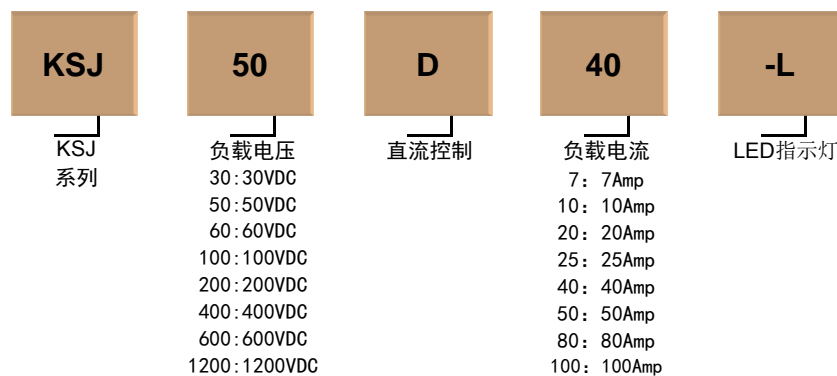 KSJ 50 D 40 -L
KSJ 负载电压 直流控制 负载电流 LED指示灯
系列 30:30VDC 7：7Amp
50:50VDC 10：10Amp
60:60VDC 20：20Amp
100:100VDC 25：25Amp
200:200VDC 40：40Amp
400:400VDC 50：50Amp
600:600VDC 80：80Amp
1200:1200VDC 100：100Amp